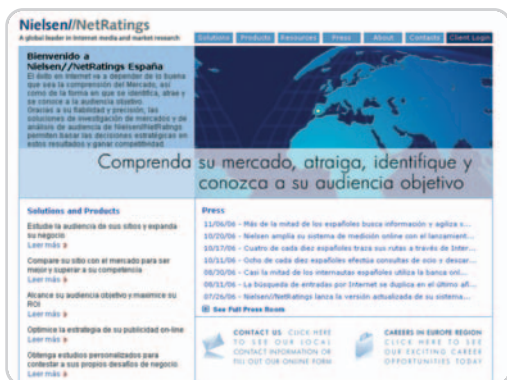 Nielsen//NetRatings
A global leader in Internet media and market research
Solutions Products Resources Press About Contacts Client Login
Bienvenido a
Nielsen//NetRatings España
El éxito en internet va a depender de lo buena
que sea la comprensión del Mercado, así
como de la forma en que se identifica, atrae y
se conoce a la audiencia objetivo.
Gracias a su fiabilidad y precisión, las
soluciones de investigación de mercados y de
análisis de audiencia de Nielsen//NetRatings
permiten basar las decisiones estratégicas en
estos resultados y ganar competitividad.
Comprenda su mercado, atraiga, identifique y
conozca a su audiencia objetivo
Solutions and Products
Estudie la audiencia de sus sitios y expanda
su negocio
Leer más
Compare su sitio con el mercado para ser
mejor y superar a su competencia
Leer más
Alcance su audiencia objetivo y maximice su
ROI
Leer más
Optimice la estrategia de su publicidad on-line
Leer más
Obtenga estudios personalizados para
contestar a sus propios desafíos de negocio
Leer más
Press
11/06/06 - Más de la mitad de los españoles busca información y agiliza s...
10/20/06 - Nielsen amplia su sistema de medición online con el lanzamient...
10/17/06 - Cuatro de cada diez españoles traza sus rutas a través de Inter...
10/11/06 - Ocho de cada diez españoles efectúa consultas de ocio y descar...
08/30/06 - Casi la mitad de los internautas españoles utiliza la banca onl...
08/11/06 - La búsqueda de entradas por Internet se duplica en el último añ...
07/26/06 - Nielsen//NetRatings lanza la versión actualizada de su sistema...
See Full Press Room
CONTACT US CLICK HERE
TO SEE OUR LOCAL
CONTACT INFORMATION OR
FILL OUT OUR ONLINE FORM
CAREERS IN EUROPE REGION
CLICK HERE TO SEE
OUR EXCITING CAREER
OPPORTUNITIES TODAY